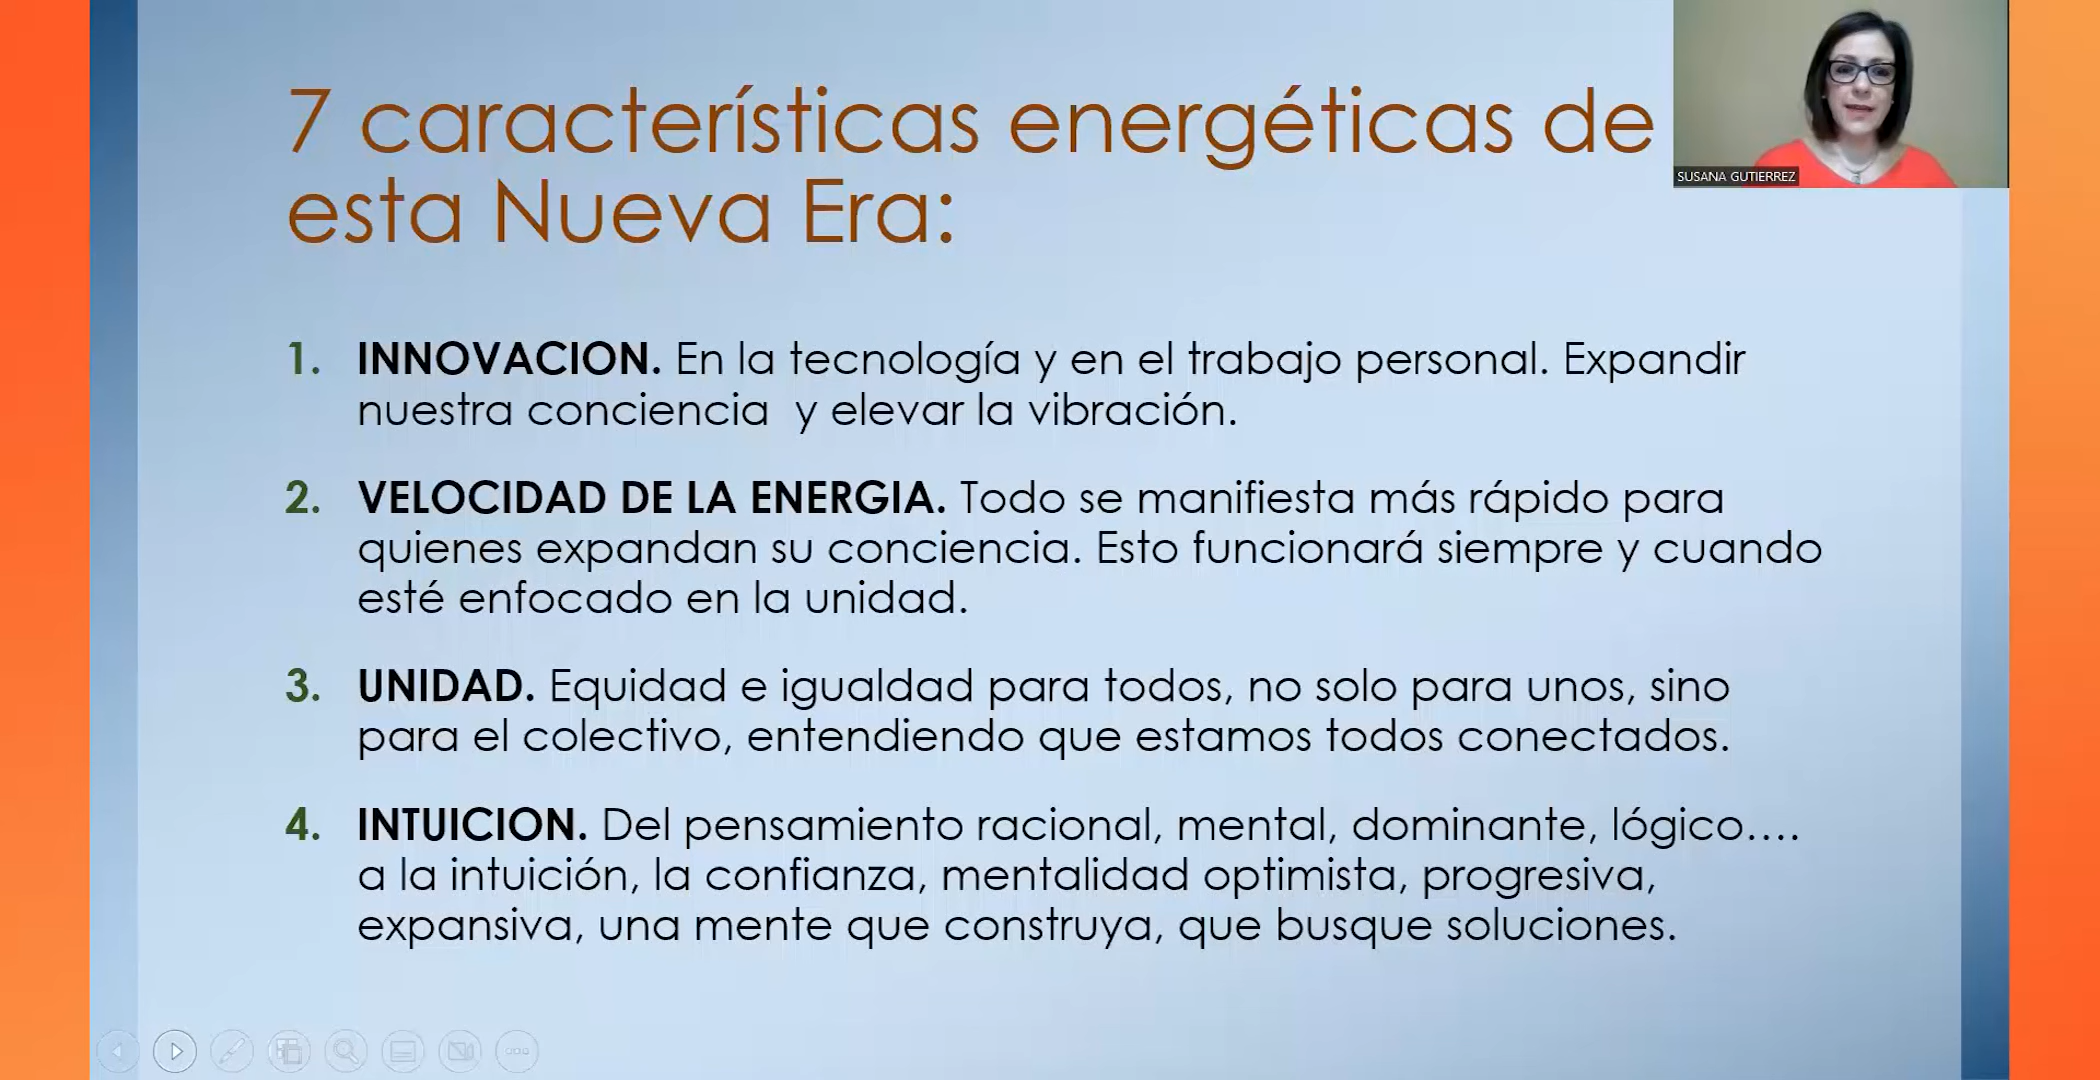 7 características energéticas de
esta Nueva Era:
SUSANA GUTIERREZ
1. INNOVACION. En la tecnología y en el trabajo personal. Expandir
nuestra conciencia y elevar la vibración.
2. VELOCIDAD DE LA ENERGIA. Todo se manifiesta más rápido para
quienes expandan su conciencia. Esto funcionará siempre y cuando
esté enfocado en la unidad.
3. UNIDAD. Equidad e igualdad para todos, no solo para unos, sino
para el colectivo, entendiendo que estamos todos conectados.
4. INTUICION. Del pensamiento racional, mental, dominante, lógico....
a la intuición, la confianza, mentalidad optimista, progresiva,
expansiva, una mente que construya, que busque soluciones.